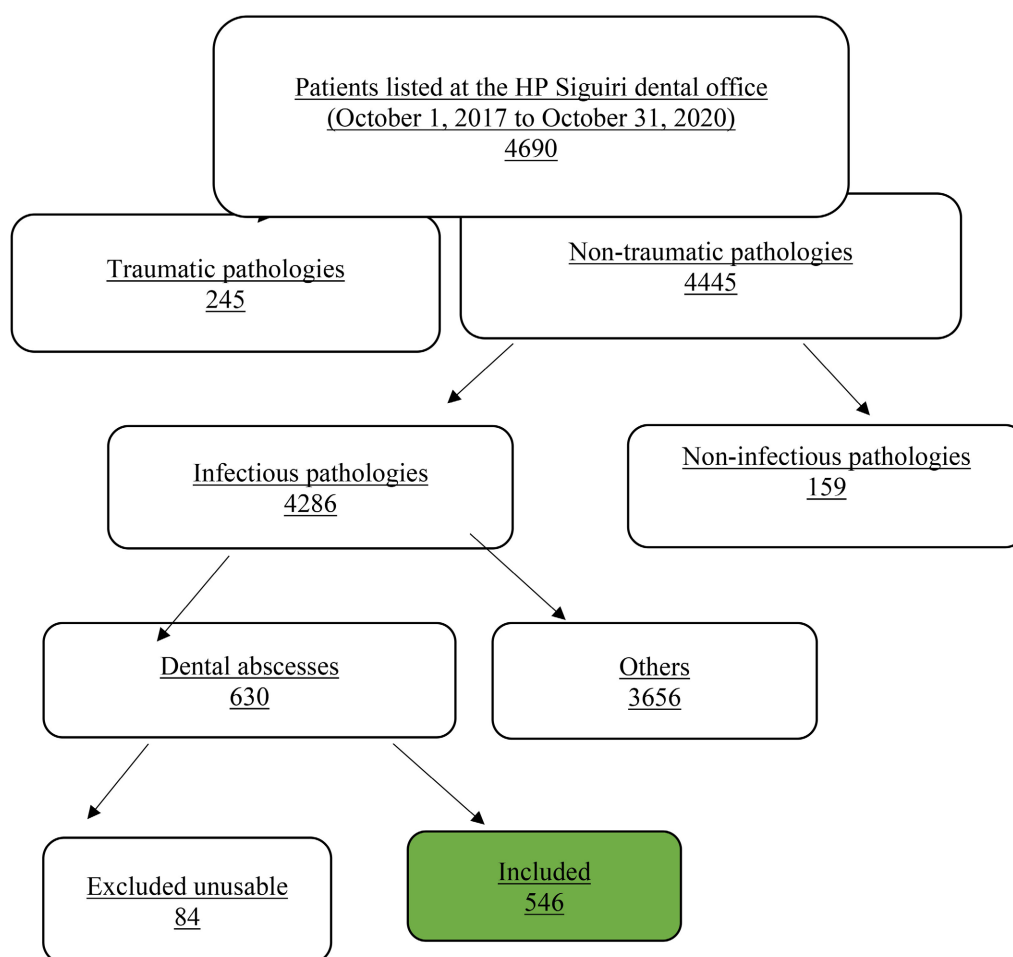 Patients listed at the HP Siguiri dental office
(October 1, 2017 to October 31, 2020)
4690
Traumatic pathologies
245
Non-traumatic pathologies
4445
Infectious pathologies
4286
Non-infectious pathologies
159
Dental abscesses
630
Others
3656
Excluded unusable
84
Included
546